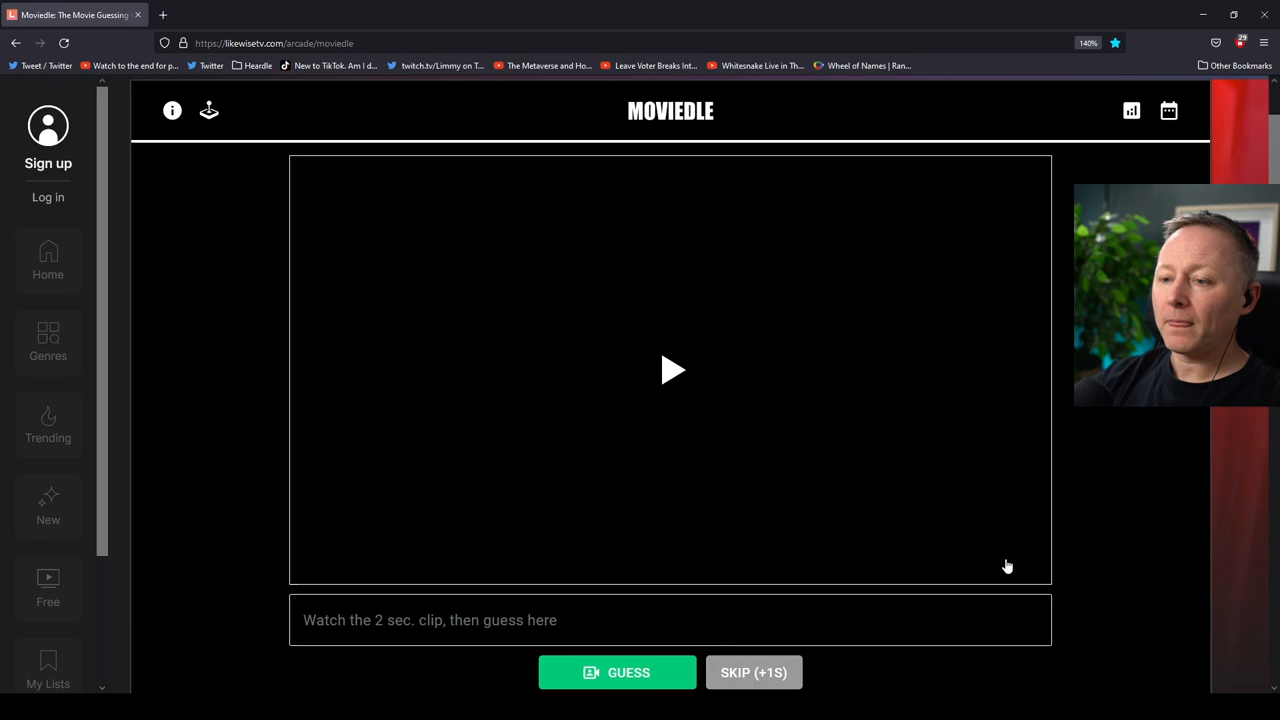 Moviedle: The Movie Guessing
https://likewisetv.com/arcade/moviedle
140%
29
Tweet / Twitter
Watch to the end for p...
Twitter
Heardle
New to TikTok. Am I d...
twitch.tv/Limmy on T...
The Metaverse and Ho...
Leave Voter Breaks Int...
Whitesnake Live in Th...
Wheel of Names | Ran...
Other Bookmarks
MOVIEDLE
Sign up
Log in
Home
Genres
Trending
New
Free
My Lists
Watch the 2 sec. clip, then guess here
GUESS
SKIP (+1S)